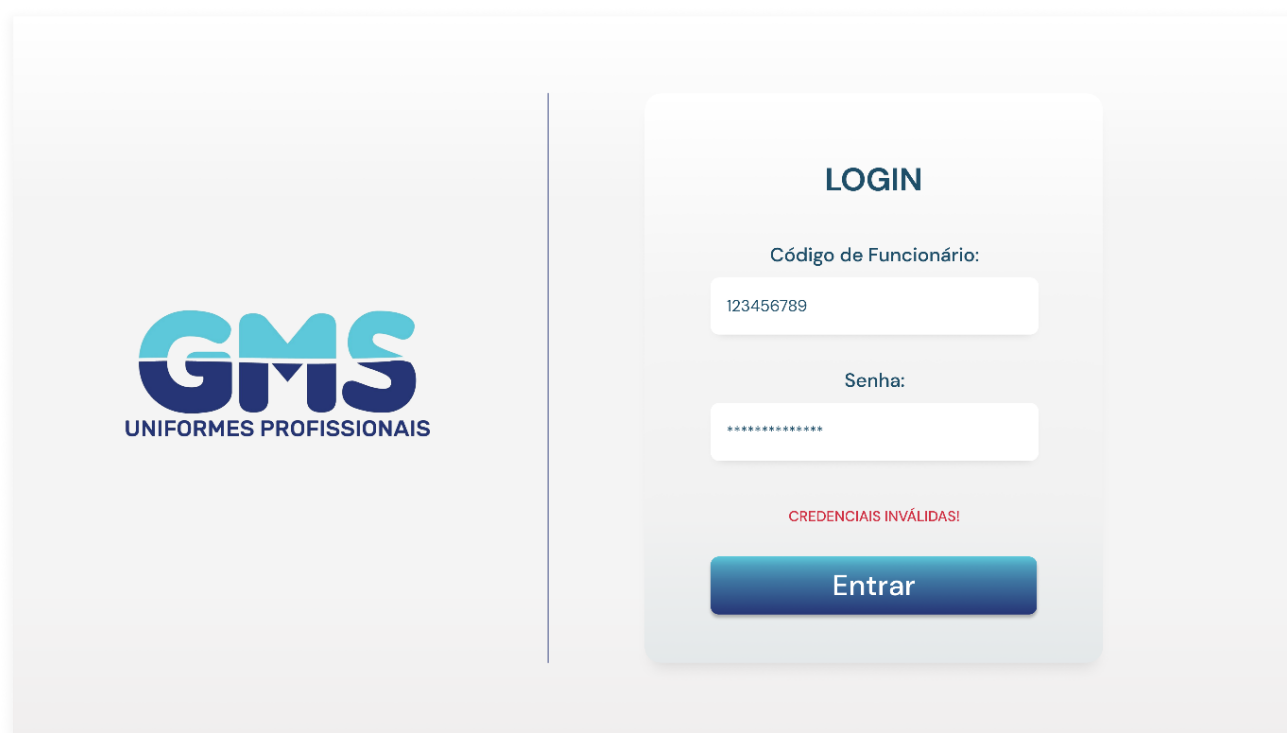 GMS
UNIFORMES PROFISSIONAIS
LOGIN
Código de Funcionário:
123456789
Senha:
**************
CREDENCIAIS INVÁLIDAS!
Entrar